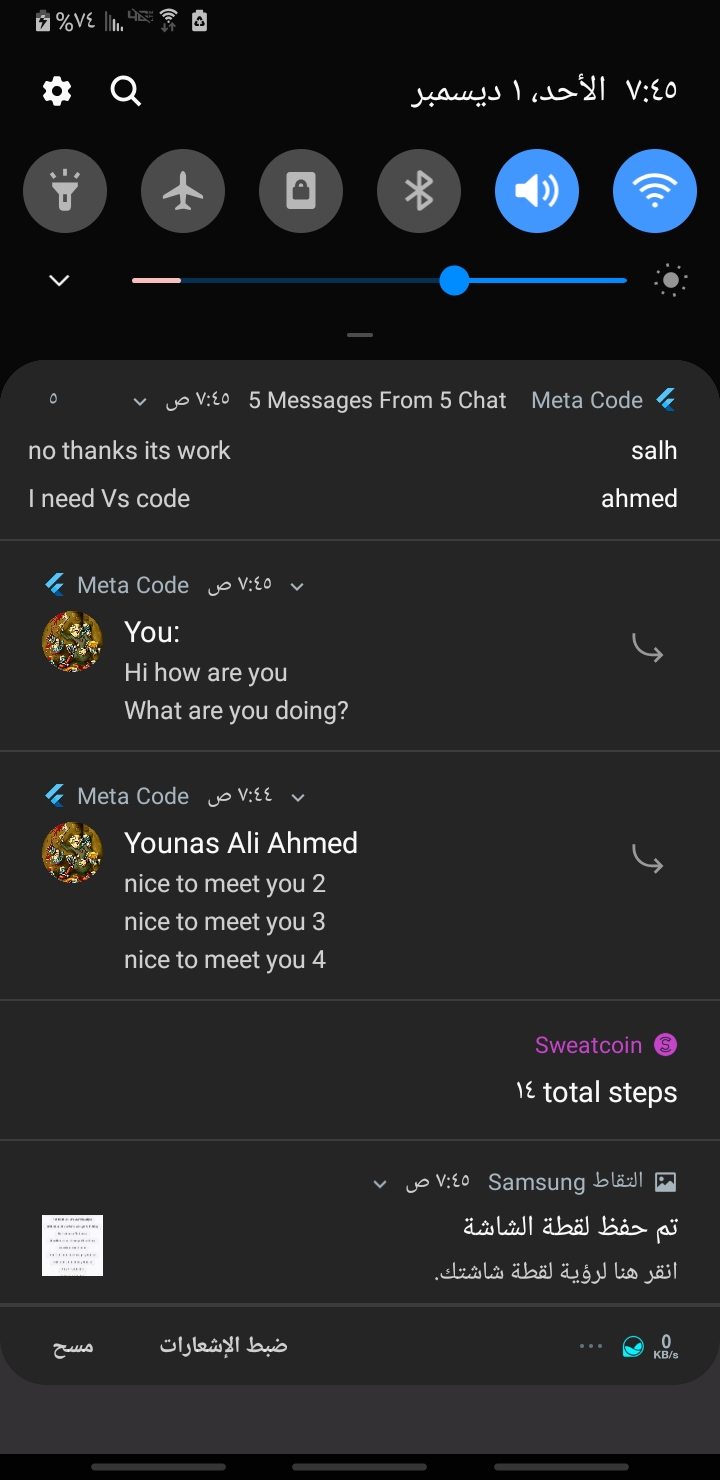 %٧٤
٧:٤٥ الأحد، ١ ديسمبر
Meta Code 5 Messages From 5 Chat ٧:٤٥ ص ٥
salh no thanks its work
ahmed I need Vs code
Meta Code ٧:٤٥ ص
You:
Hi how are you
What are you doing?
Meta Code ٧:٤٤ ص
Younas Ali Ahmed
nice to meet you 2
nice to meet you 3
nice to meet you 4
Sweatcoin
١٤ total steps
التقاط Samsung ٧:٤٥ ص
تم حفظ لقطة الشاشة
انقر هنا لرؤية لقطة شاشتك.
0 KB/s
ضبط الإشعارات
مسح